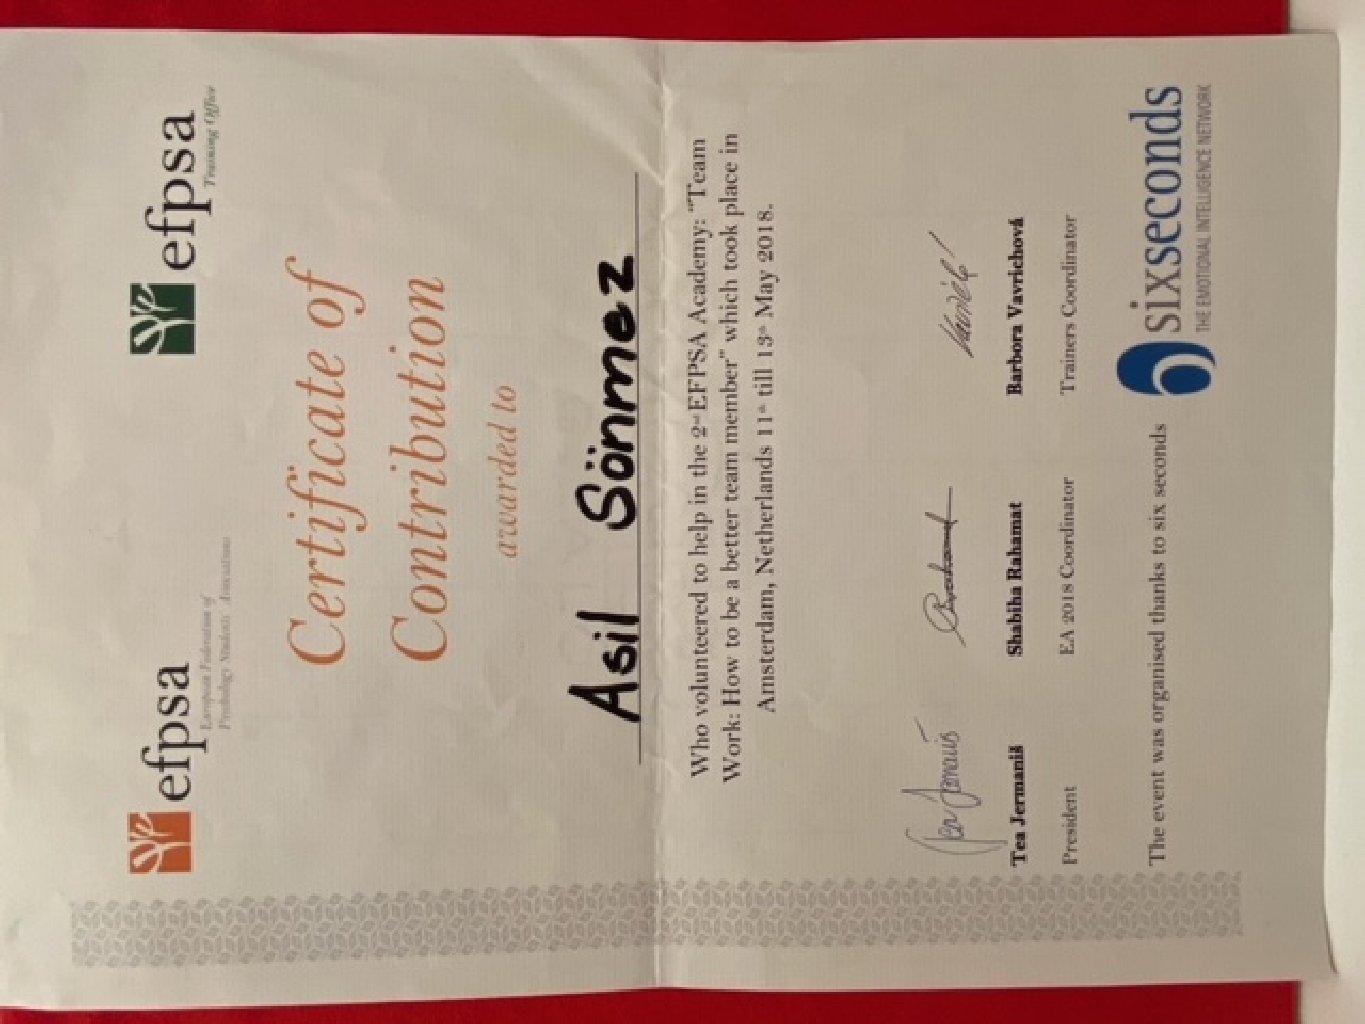 efpsa
European Federation of
Psychology Students' Associations
efpsa
Training Office
Certificate of
Contribution
awarded to
Asil Sönmez
Who volunteered to help in the 2nd EFPSA Academy: "Team
Work: How to be a better team member" which took place in
Amsterdam, Netherlands 11th till 13th May 2018.
Tea Jermaniš
Shabiha Rahamat
Barbora Vavrichová
President
EA 2018 Coordinator
Trainers Coordinator
The event was organised thanks to six seconds
sixseconds
THE EMOTIONAL INTELLIGENCE NETWORK